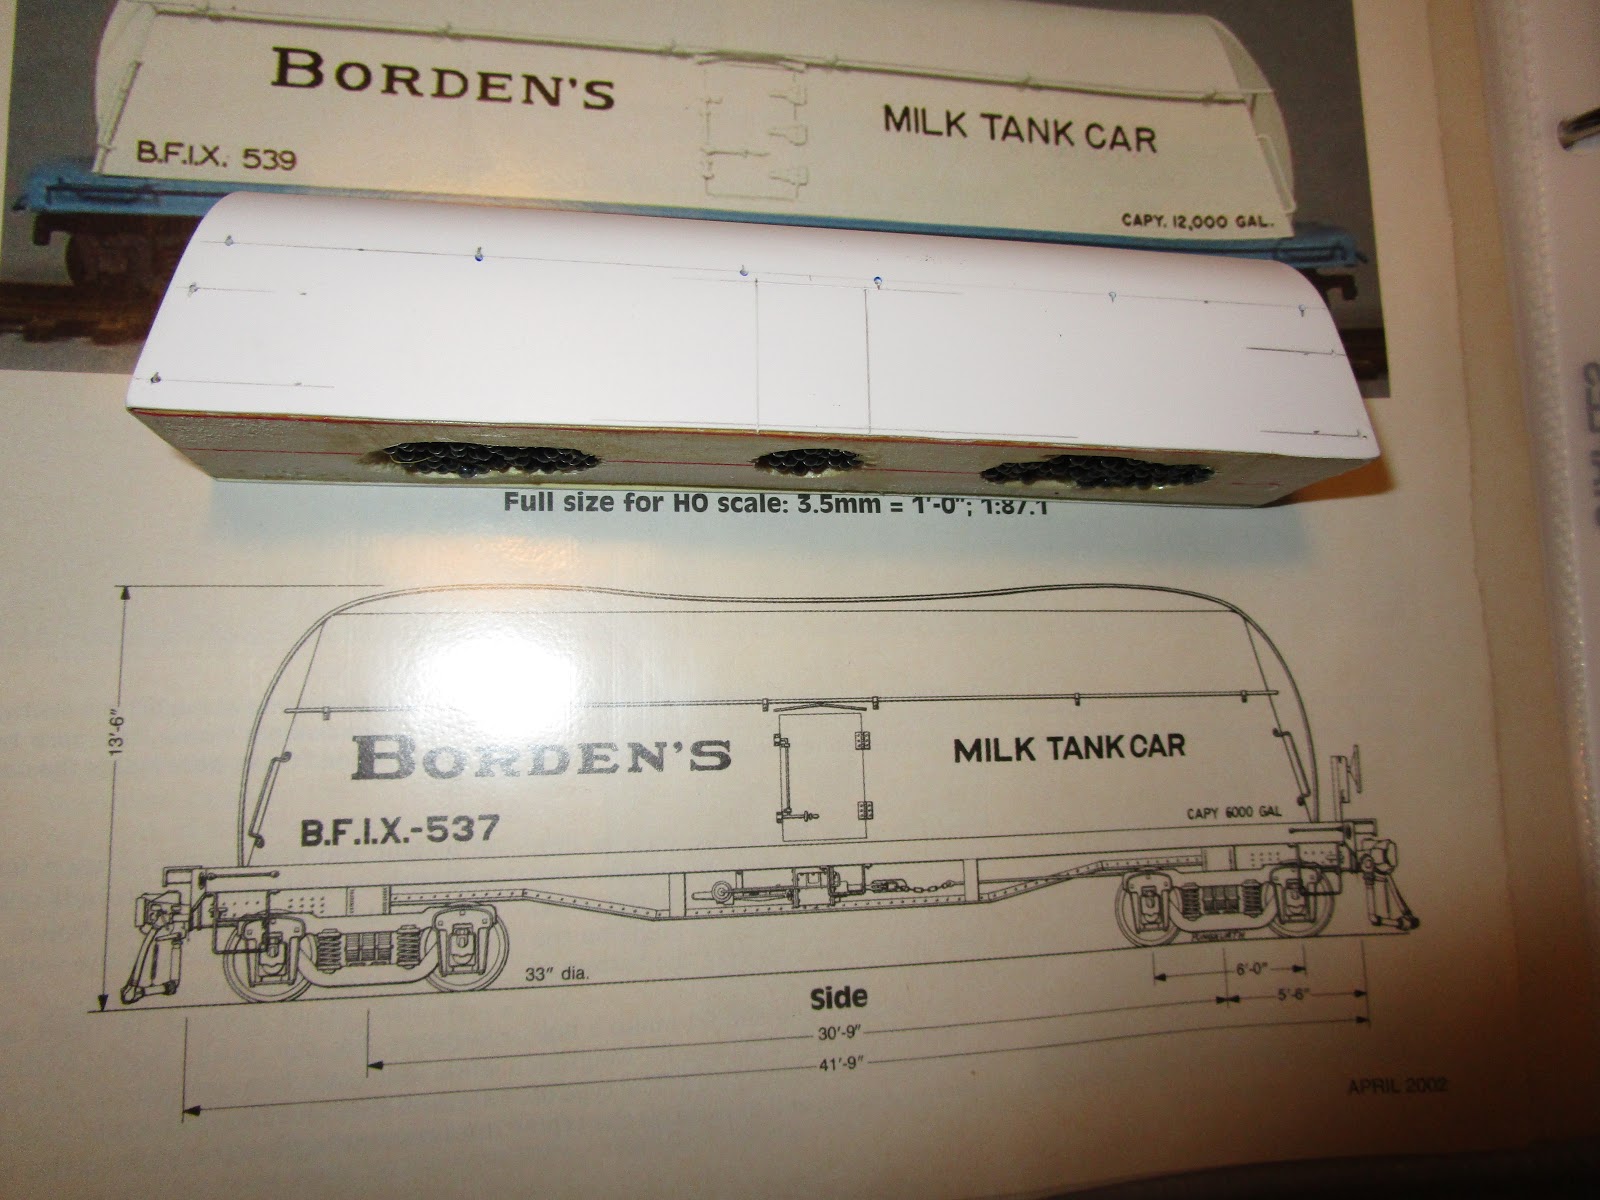 BORDEN'S
MILK TANK CAR
B.F.I.X. 539
CAPY. 12,000 GAL.
Full size for HO scale: 3.5mm = 1'-0"; 1:87.1
13'-6"
BORDEN'S
MILK TANK CAR
B.F.I.X.-537
CAPY 6000 GAL
33" dia.
6'-0"
Side
5'-6"
30'-9"
41'-9"
APRIL 2002